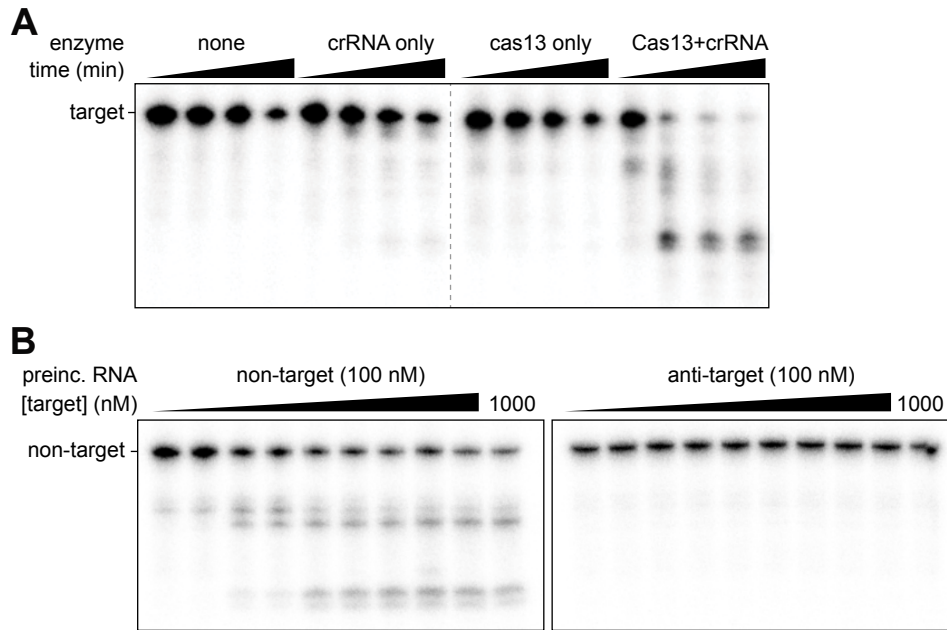 A
enzyme none crRNA only cas13 only Cas13+crRNA
time (min)
target
B
preinc. RNA non-target (100 nM) anti-target (100 nM)
[target] (nM) 1000 1000
non-target